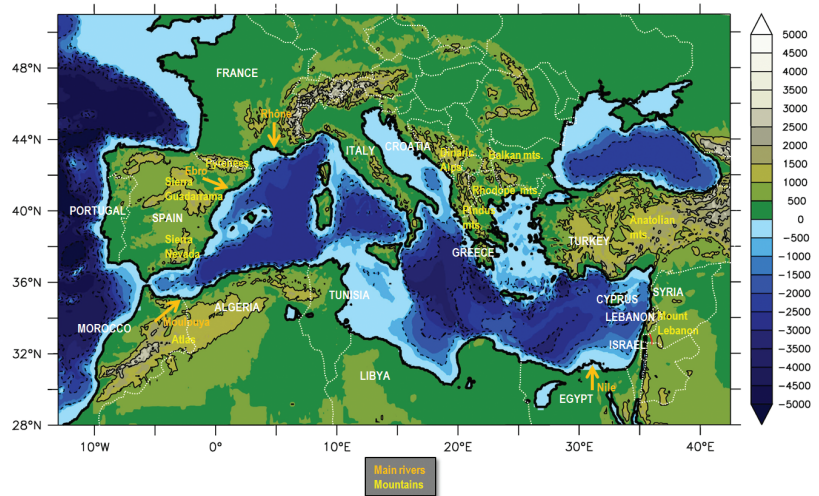 48°N
44°N
40°N
36°N
32°N
28°N
10°W
0°
10°E
20°E
30°E
40°E
FRANCE
Rhône
ITALY
CROATIA
Dinaric
Alps
Balkan mts.
Pyrenees
Ebro
Sierra
Guadarrama
Rhodope mts.
PORTUGAL
SPAIN
Pindus
mts.
Anatolian
mts.
Sierra
Nevada
GREECE
TURKEY
CYPRUS
SYRIA
ALGERIA
TUNISIA
MOROCCO
Moulouya
Atlas
LEBANON
Mount
Lebanon
ISRAEL
LIBYA
EGYPT
Nile
5000
4500
4000
3500
3000
2500
2000
1500
1000
500
0
−500
−1000
−1500
−2000
−2500
−3000
−3500
−4000
−4500
−5000
Main rivers
Mountains